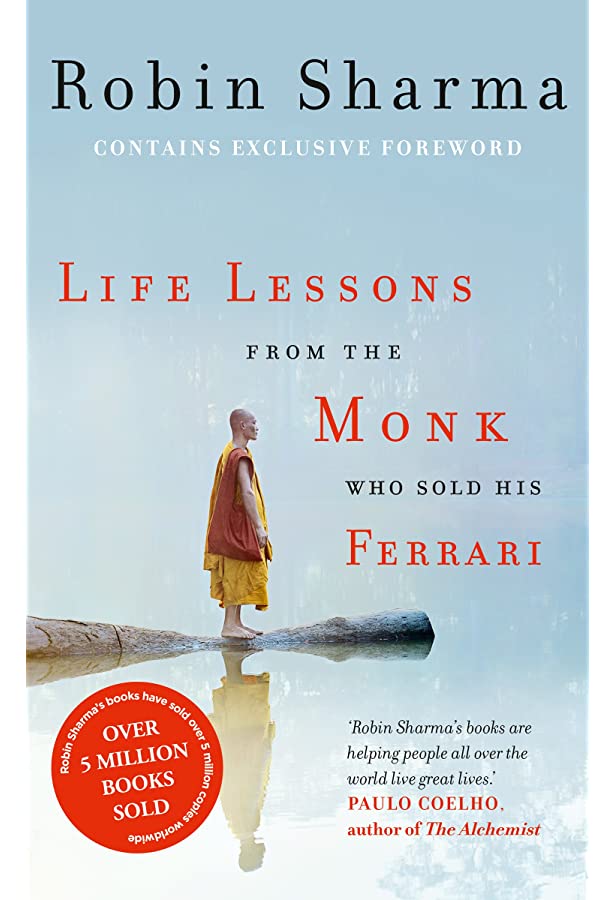 Robin Sharma
CONTAINS EXCLUSIVE FOREWORD
LIFE LESSONS
FROM THE
MONK
WHO SOLD HIS
FERRARI
Robin Sharma's books have sold over 5 million copies worldwide
OVER
5 MILLION
BOOKS
SOLD
‘Robin Sharma’s books are
helping people all over the
world live great lives.’
PAULO COELHO,
author of The Alchemist